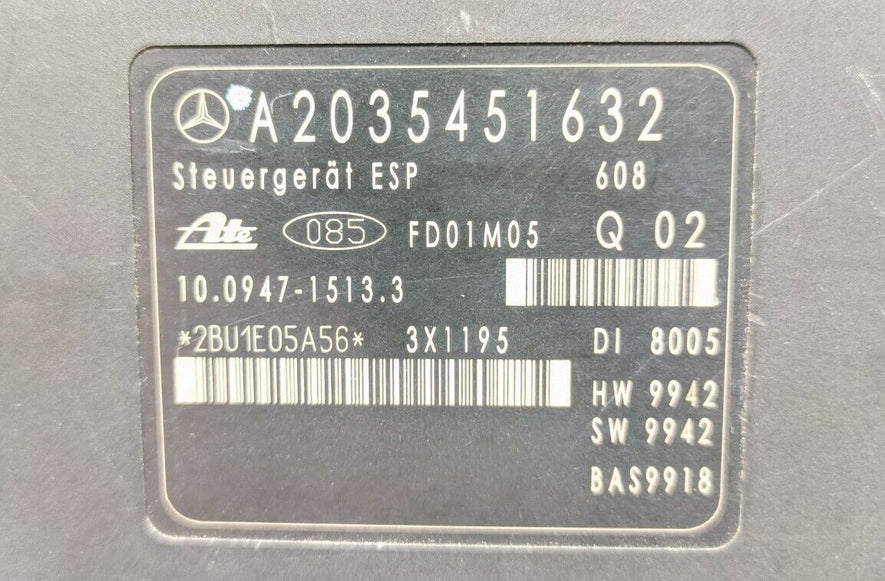 A2035451632
Steuergerät ESP 608
Ate 085 FD01M05 Q 02
10.0947-1513.3
*2BU1E05A56* 3X1195 DI 8005
HW 9942
SW 9942
BAS9918